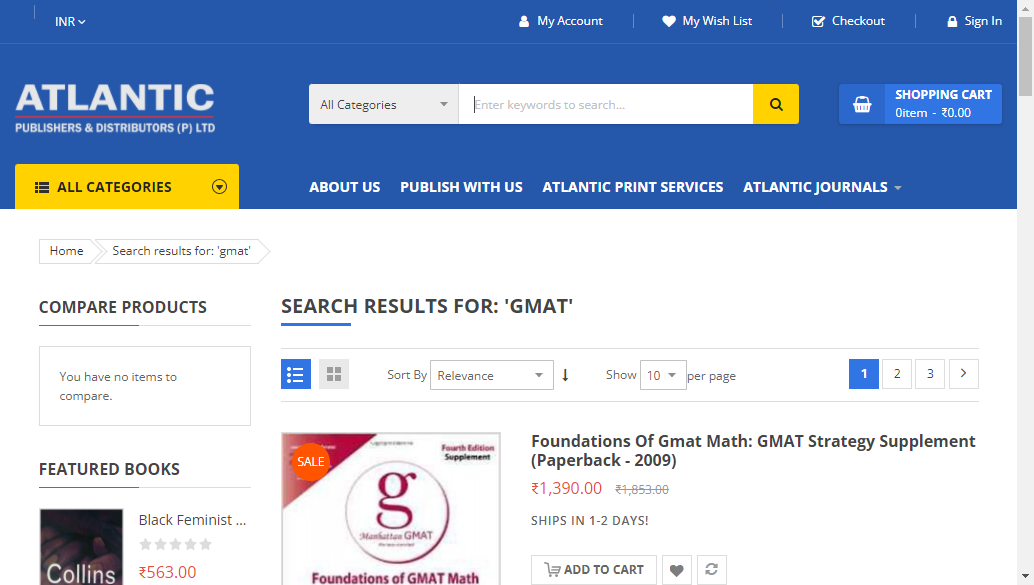 INR
My Account
My Wish List
Checkout
Sign In
ATLANTIC
PUBLISHERS & DISTRIBUTORS (P) LTD
All Categories
Enter keywords to search...
SHOPPING CART
0item - ₹0.00
ALL CATEGORIES
ABOUT US
PUBLISH WITH US
ATLANTIC PRINT SERVICES
ATLANTIC JOURNALS
Home
Search results for: 'gmat'
COMPARE PRODUCTS
You have no items to
compare.
FEATURED BOOKS
Black Feminist ...
₹563.00
Collins
SEARCH RESULTS FOR: 'GMAT'
Sort By
Relevance
Show
10
per page
1
2
3
SALE
Fourth Edition
Supplement
g
Manhattan GMAT
Foundations of GMAT Math
Foundations Of Gmat Math: GMAT Strategy Supplement
(Paperback - 2009)
₹1,390.00 ₹1,853.00
SHIPS IN 1-2 DAYS!
ADD TO CART